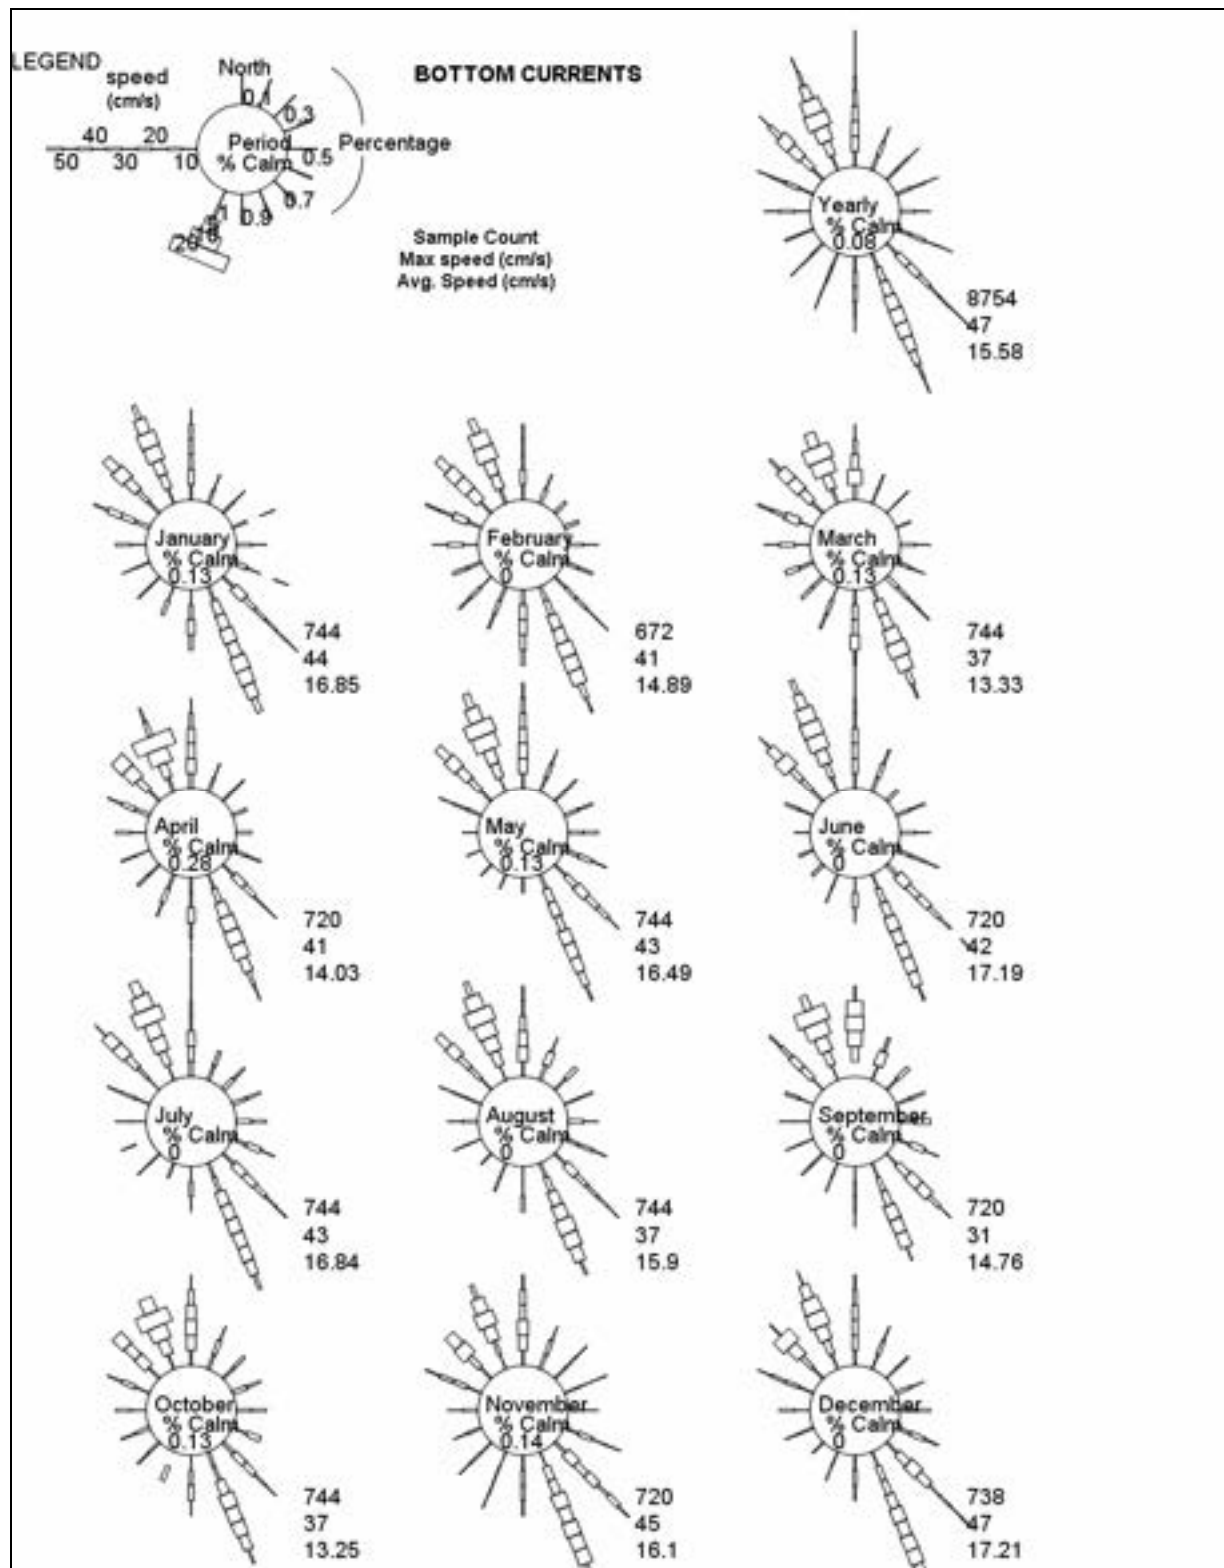 LEGEND
speed
(cm/s)
North
BOTTOM CURRENTS
0.1
0.3
40 20
Period
Percentage
50 30 10
% Calm
0.5
0.7
1 0.9
20
Sample Count
Max speed (cm/s)
Avg. Speed (cm/s)
Yearly
% Calm
0.08
8754
47
15.58
January
% Calm
0.13
744
44
16.85
February
% Calm
0
672
41
14.89
March
% Calm
0.13
744
37
13.33
April
% Calm
0.28
720
41
14.03
May
% Calm
0.13
744
43
16.49
June
% Calm
0
720
42
17.19
July
% Calm
0
744
43
16.84
August
% Calm
0
744
37
15.9
September
% Calm
0
720
31
14.76
October
% Calm
0.13
744
37
13.25
November
% Calm
0.14
720
45
16.1
December
% Calm
0
738
47
17.21